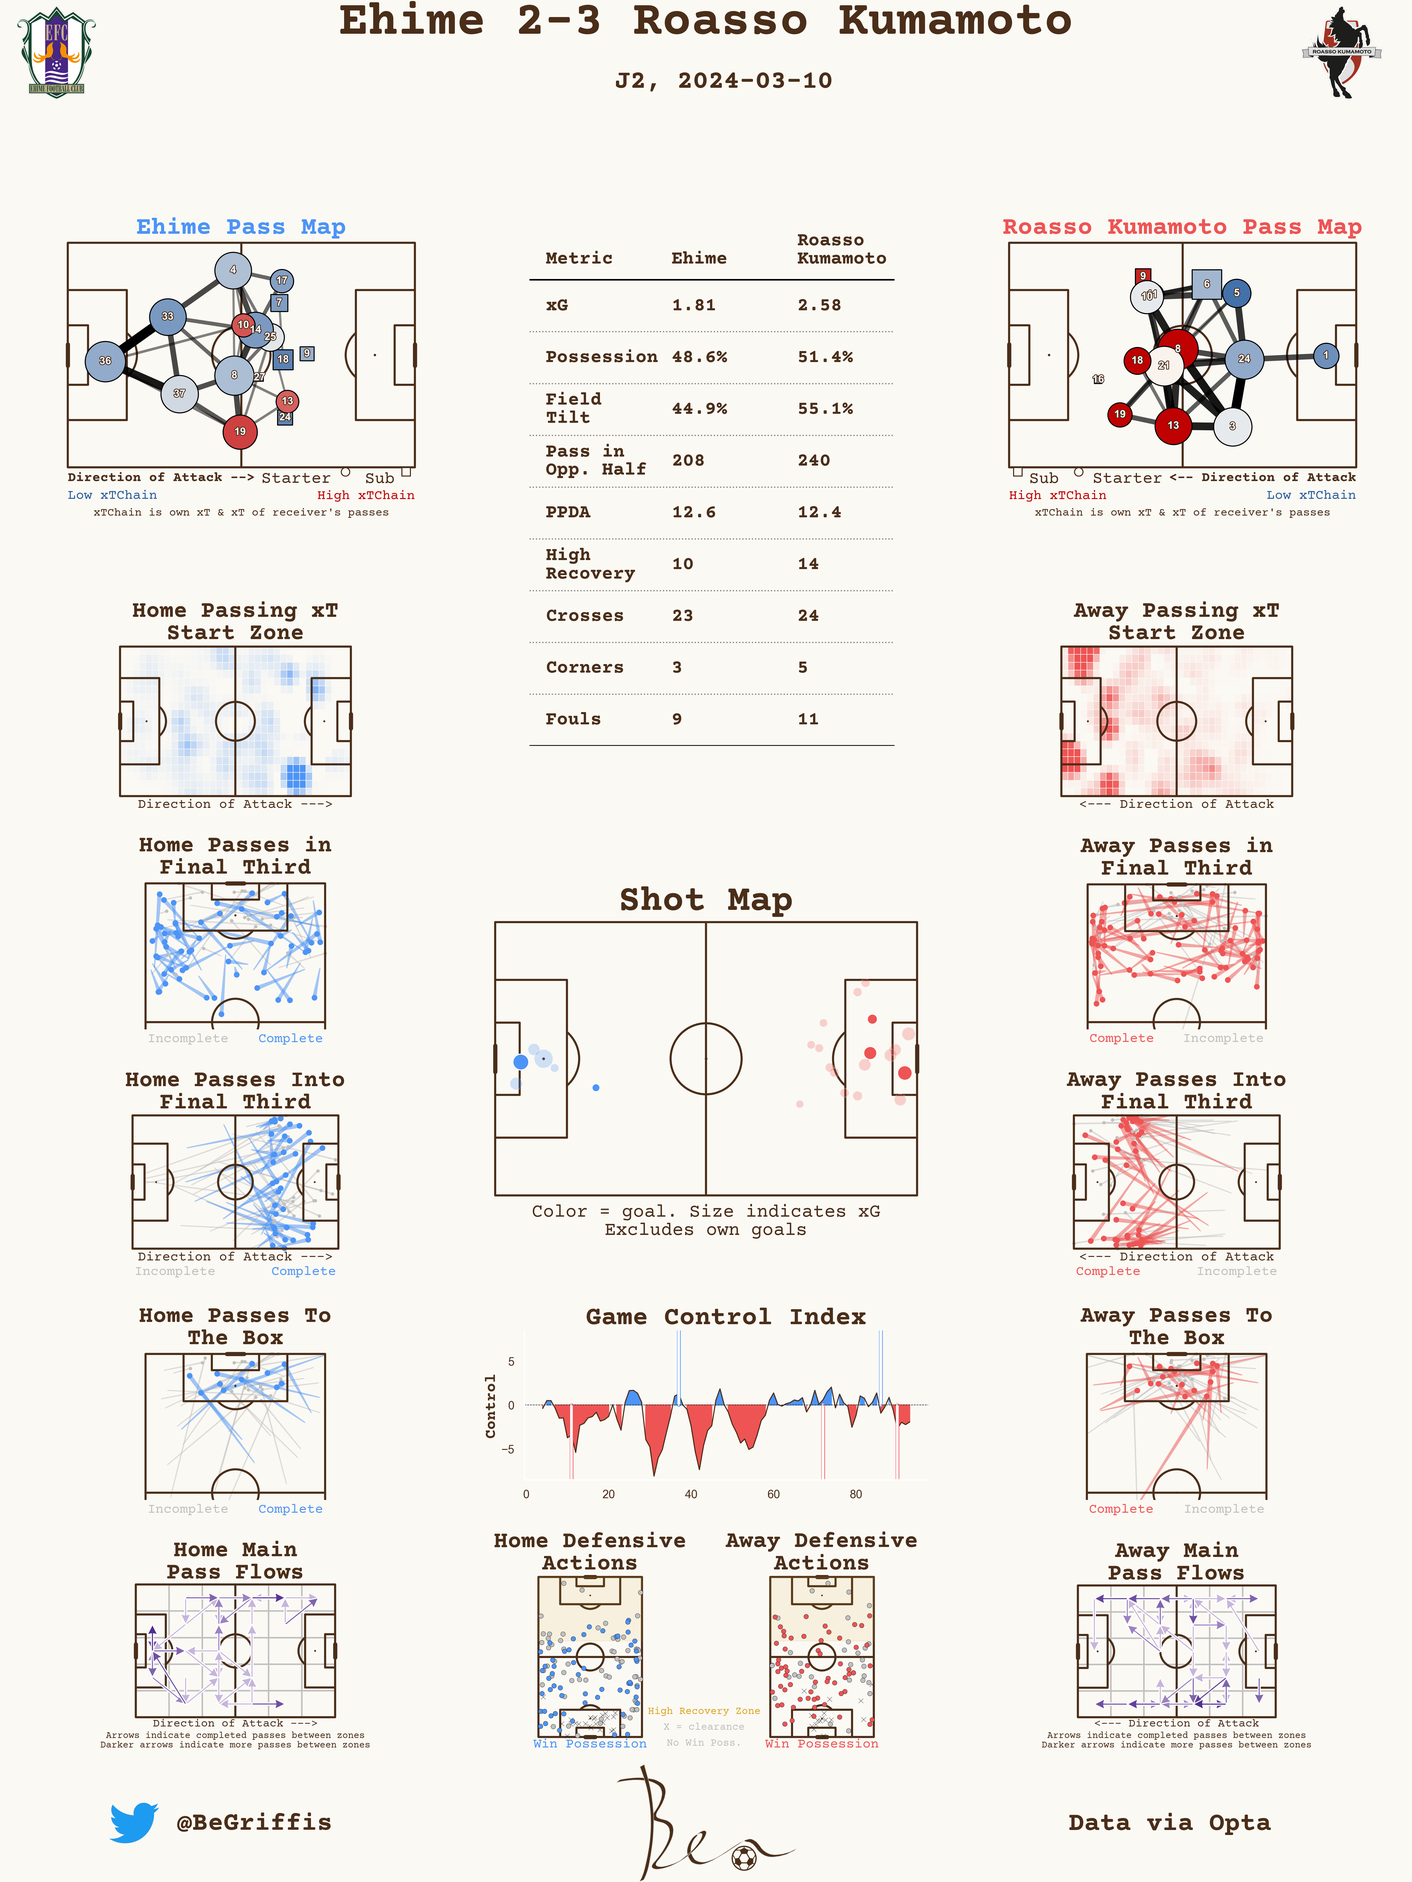 Ehime 2-3 Roasso Kumamoto
J2, 2024-03-10
EFC
EHIME FOOTBALL CLUB
ROASSO KUMAMOTO
Ehime Pass Map
4
17
7
33
10
14
25
36
18
9
8
27
37
13
24
19
Direction of Attack --> Starter Sub
Low xTChain High xTChain
xTChain is own xT & xT of receiver's passes
Metric Ehime Roasso
Kumamoto
xG 1.81 2.58
Possession 48.6% 51.4%
Field
Tilt 44.9% 55.1%
Pass in
Opp. Half 208 240
PPDA 12.6 12.4
High
Recovery 10 14
Crosses 23 24
Corners 3 5
Fouls 9 11
Roasso Kumamoto Pass Map
9
6
10
5
8
18
21
24
1
16
19
13
3
Sub Starter <-- Direction of Attack
High xTChain Low xTChain
xTChain is own xT & xT of receiver's passes
Home Passing xT
Start Zone
Direction of Attack --->
Away Passing xT
Start Zone
<--- Direction of Attack
Home Passes in
Final Third
Incomplete Complete
Away Passes in
Final Third
Complete Incomplete
Shot Map
Color = goal. Size indicates xG
Excludes own goals
Home Passes Into
Final Third
Direction of Attack --->
Incomplete Complete
Away Passes Into
Final Third
<--- Direction of Attack
Complete Incomplete
Home Passes To
The Box
Incomplete Complete
Game Control Index
Control
5
0
−5
0 20 40 60 80
Away Passes To
The Box
Complete Incomplete
Home Main
Pass Flows
Direction of Attack --->
Arrows indicate completed passes between zones
Darker arrows indicate more passes between zones
Home Defensive
Actions
Win Possession
Away Defensive
Actions
Win Possession
High Recovery Zone
X = clearance
No Win Poss.
Away Main
Pass Flows
<--- Direction of Attack
Arrows indicate completed passes between zones
Darker arrows indicate more passes between zones
@BeGriffis
Ben
Data via Opta